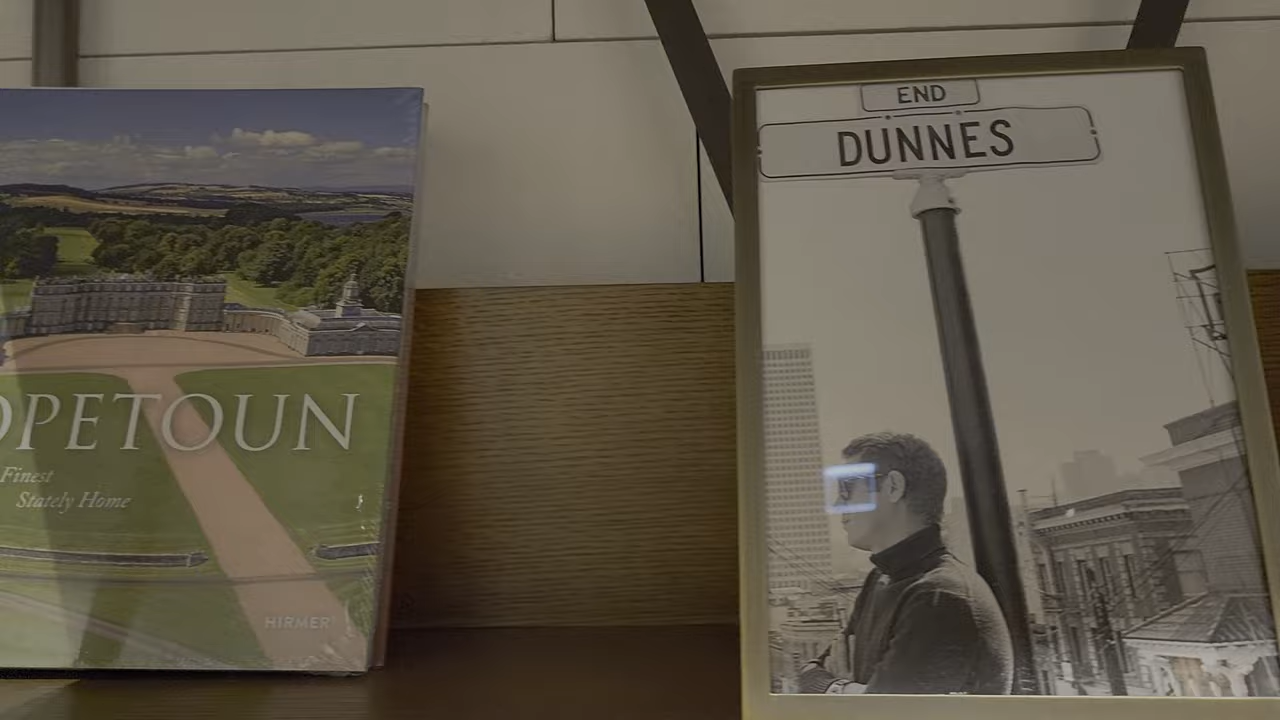 OPETOUN
Finest
Stately Home
HIRMER
END
DUNNES